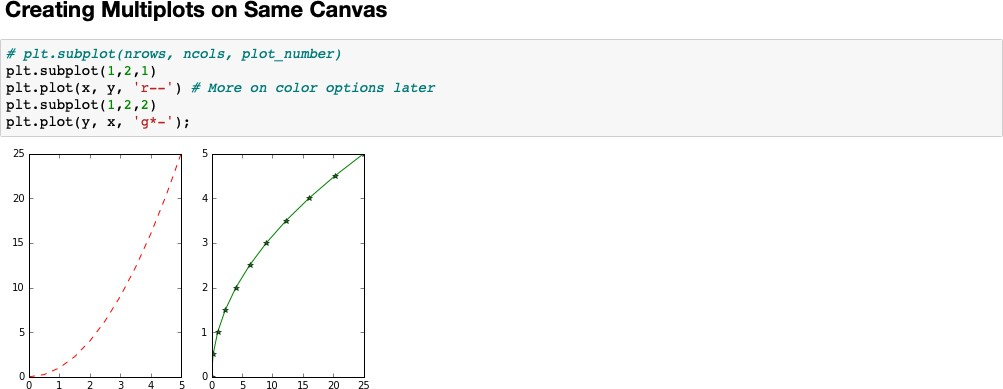 Creating Multiplots on Same Canvas
# plt.subplot(nrows, ncols, plot_number)
plt.subplot(1,2,1)
plt.plot(x, y, 'r--') # More on color options later
plt.subplot(1,2,2)
plt.plot(y, x, 'g*-');
25
20
15
10
5
0
0 1 2 3 4 5
5
4
3
2
1
0
0 5 10 15 20 25